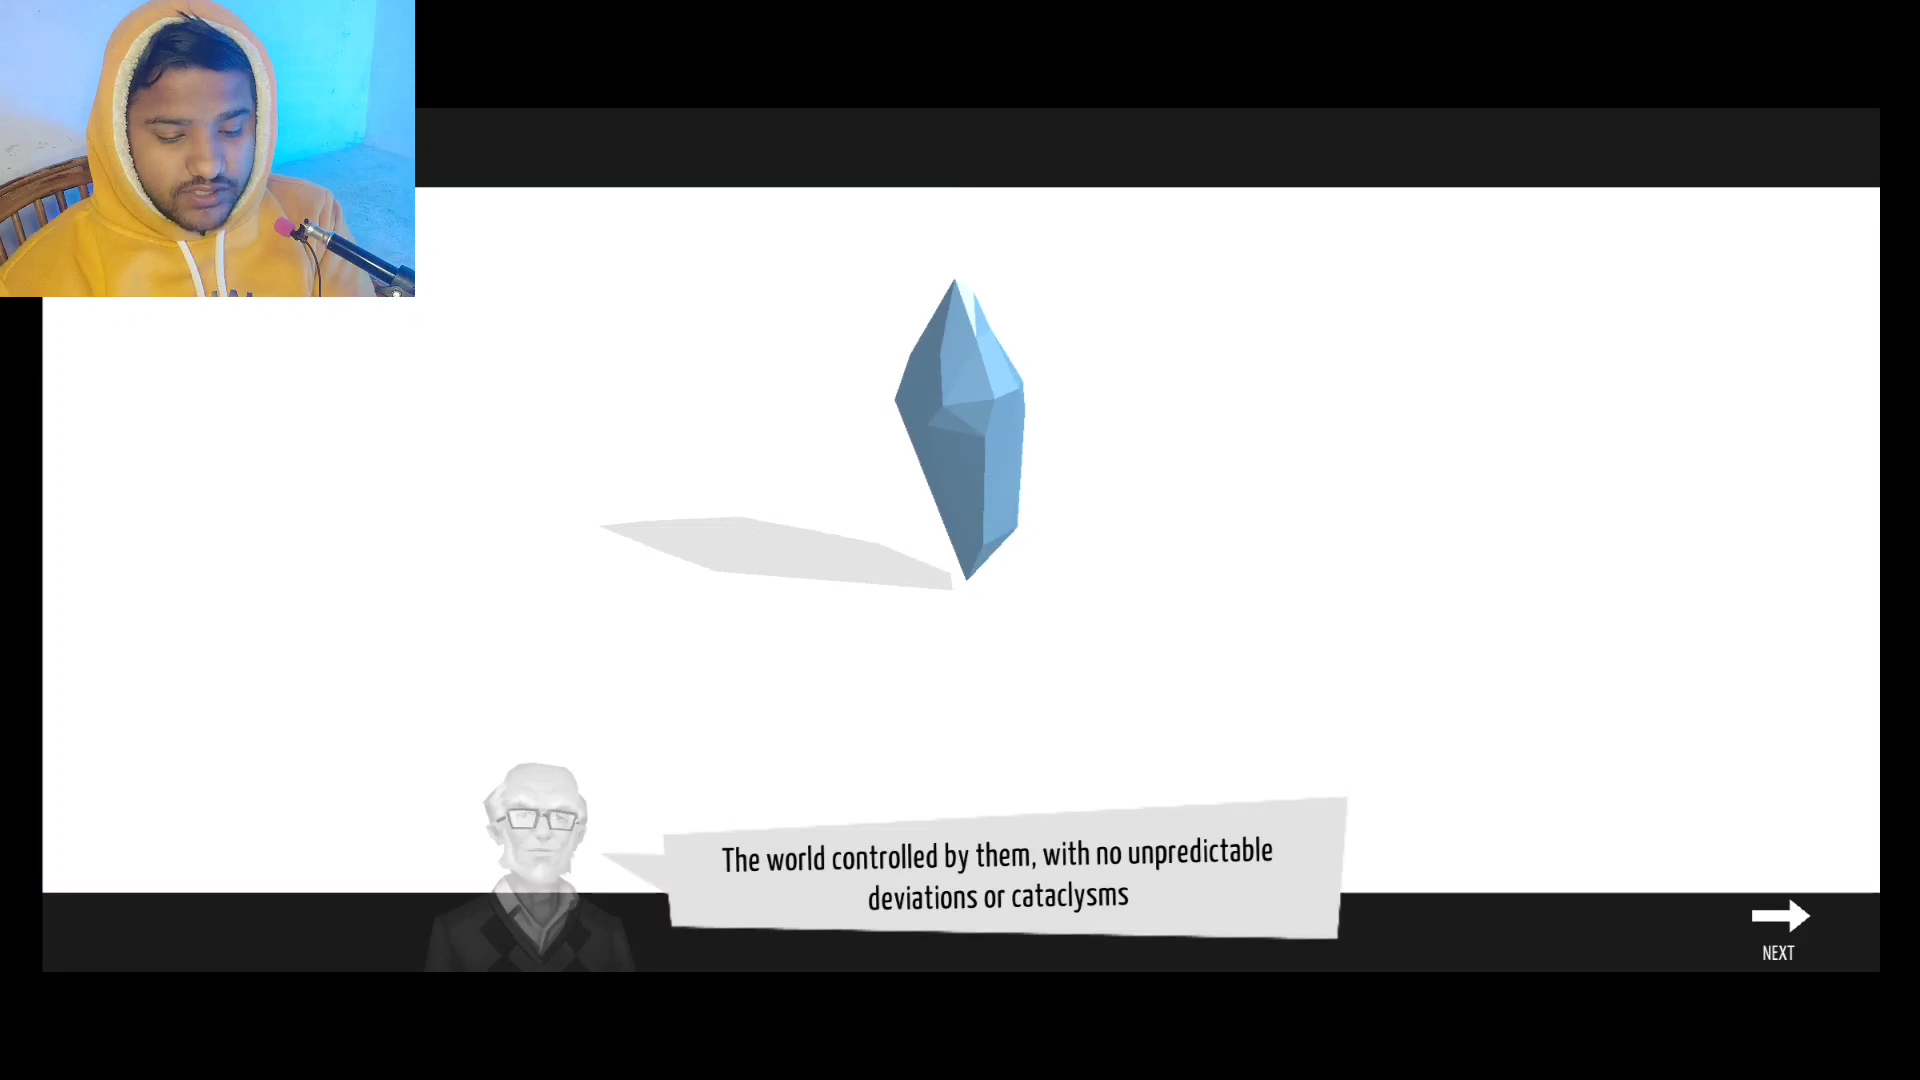 The world controlled by them, with no unpredictable
deviations or cataclysms
NEXT